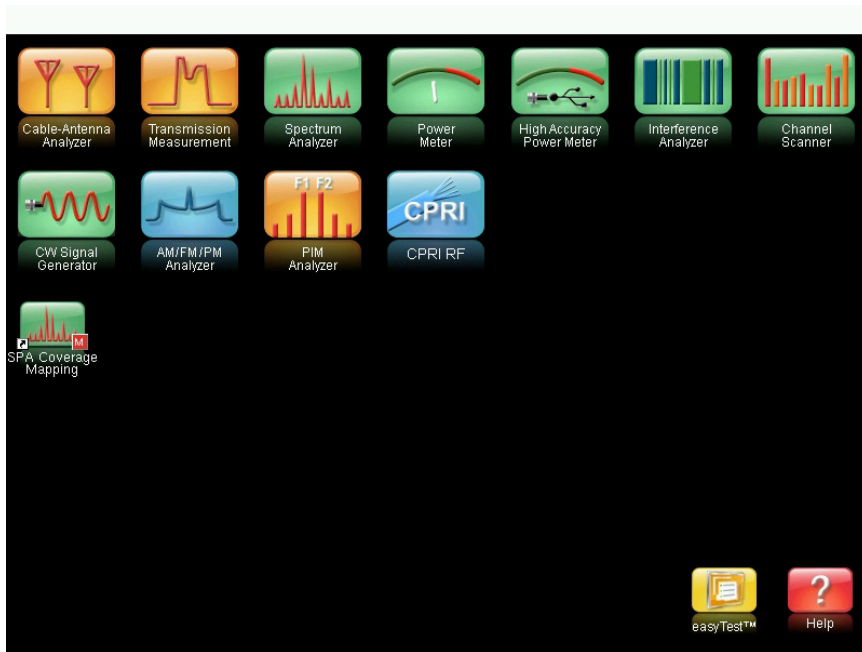 Cable-Antenna
Analyzer
Transmission
Measurement
Spectrum
Analyzer
Power
Meter
High Accuracy
Power Meter
Interference
Analyzer
Channel
Scanner
CW Signal
Generator
AM/FM/PM
Analyzer
F1 F2
PIM
Analyzer
CPRI
CPRI RF
M
SPA Coverage
Mapping
easyTest™
?
Help